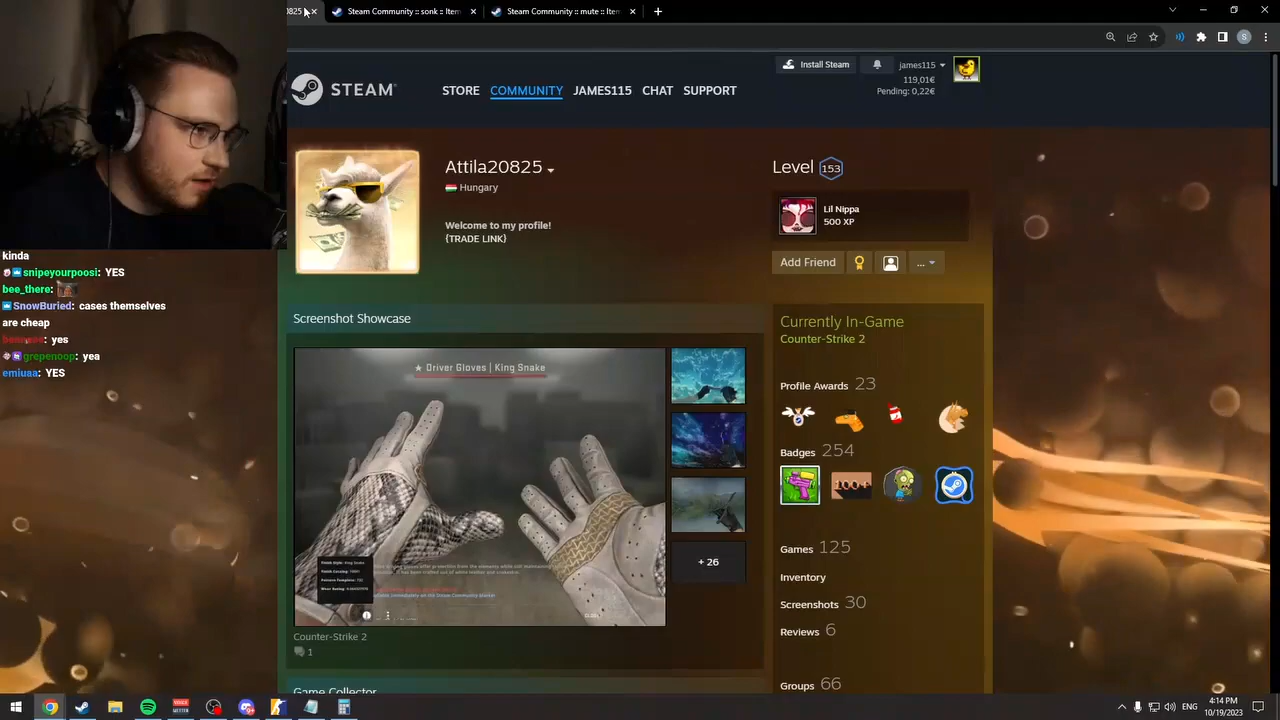 0825
Steam Community :: sonk :: Item
Steam Community :: mute :: Item
S
Install Steam
james115
119,01€
Pending: 0,22€
STEAM
STORE
COMMUNITY
JAMES115
CHAT
SUPPORT
Attila20825
Hungary
Welcome to my profile!
{TRADE LINK}
Level 153
Lil Nippa
500 XP
Add Friend
...
kinda
snipeyourpoosi: YES
bee_there:
SnowBuried: cases themselves
are cheap
: yes
grepenoop: yea
emiuaa: YES
Screenshot Showcase
★ Driver Gloves | King Snake
+ 26
Counter-Strike 2
1
Game Collector
Currently In-Game
Counter-Strike 2
Profile Awards 23
Badges 254
100+
Games 125
Inventory
Screenshots 30
Reviews 6
Groups 66
ENG
4:14 PM
10/19/2023